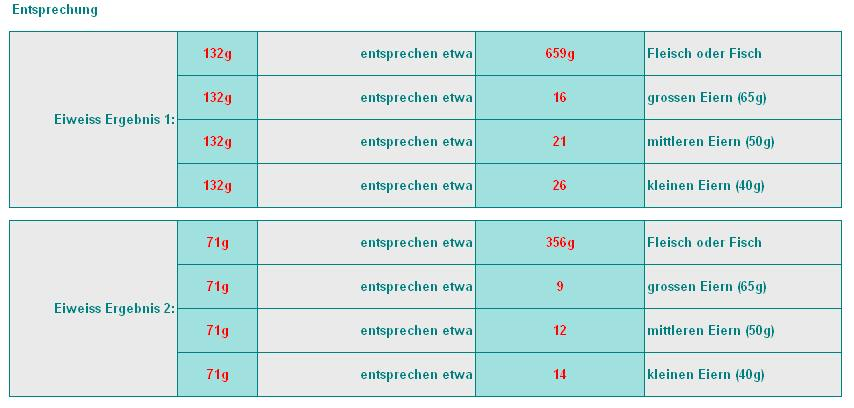 Entsprechung
Eiweiss Ergebnis 1:
132g entsprechen etwa 659g Fleisch oder Fisch
132g entsprechen etwa 16 grossen Eiern (65g)
132g entsprechen etwa 21 mittleren Eiern (50g)
132g entsprechen etwa 26 kleinen Eiern (40g)
Eiweiss Ergebnis 2:
71g entsprechen etwa 356g Fleisch oder Fisch
71g entsprechen etwa 9 grossen Eiern (65g)
71g entsprechen etwa 12 mittleren Eiern (50g)
71g entsprechen etwa 14 kleinen Eiern (40g)